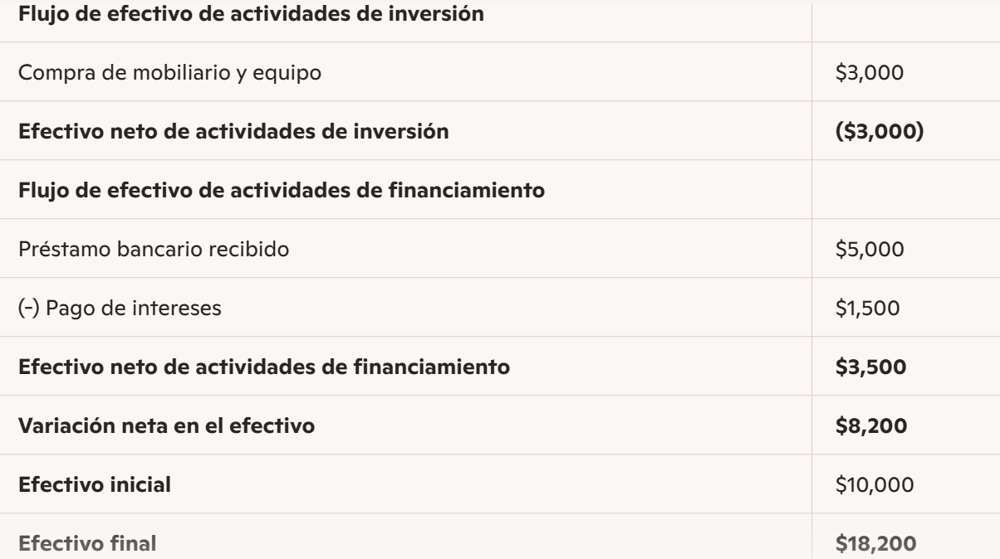 Flujo de efectivo de actividades de inversión
Compra de mobiliario y equipo $3,000
Efectivo neto de actividades de inversión ($3,000)
Flujo de efectivo de actividades de financiamiento
Préstamo bancario recibido $5,000
(-) Pago de intereses $1,500
Efectivo neto de actividades de financiamiento $3,500
Variación neta en el efectivo $8,200
Efectivo inicial $10,000
Efectivo final $18,200